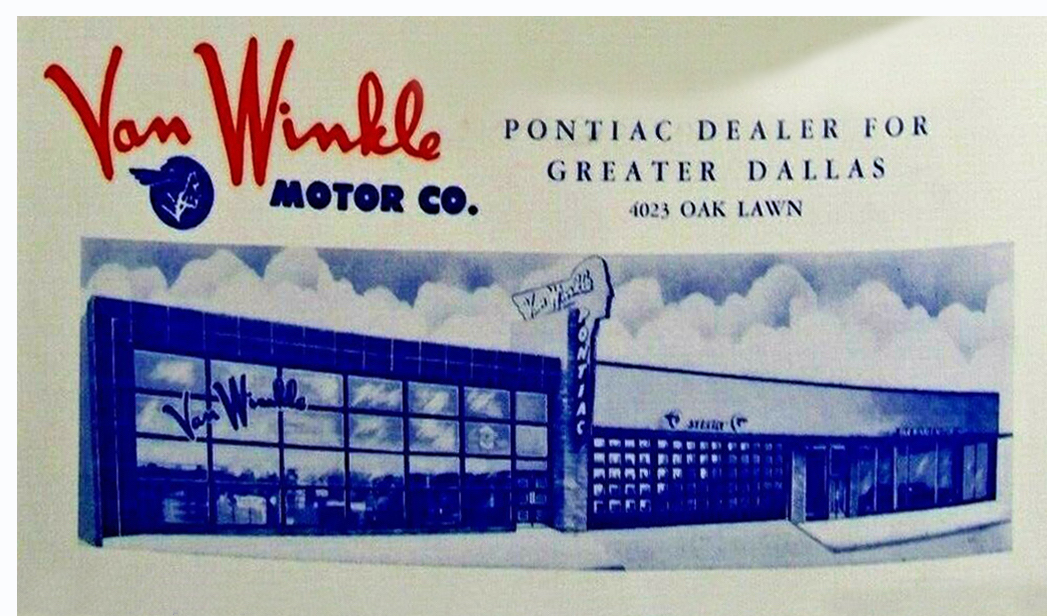 Van Winkle
MOTOR CO.
PONTIAC DEALER FOR
GREATER DALLAS
4023 OAK LAWN
Van Winkle
PONTIAC
Van Winkle